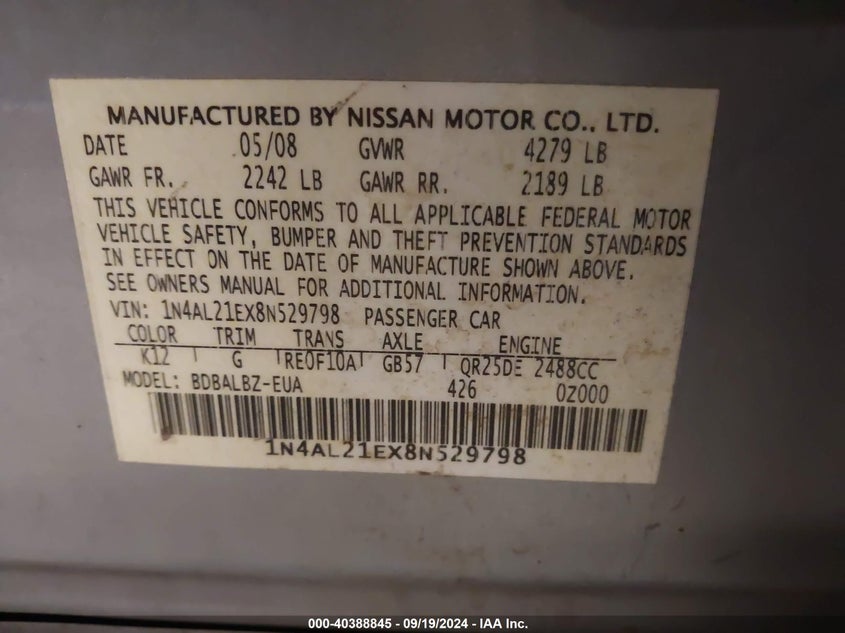 MANUFACTURED BY NISSAN MOTOR CO., LTD.
DATE 05/08 GVWR 4279 LB
GAWR FR. 2242 LB GAWR RR. 2189 LB
THIS VEHICLE CONFORMS TO ALL APPLICABLE FEDERAL MOTOR
VEHICLE SAFETY, BUMPER AND THEFT PREVENTION STANDARDS
IN EFFECT ON THE DATE OF MANUFACTURE SHOWN ABOVE.
SEE OWNERS MANUAL FOR ADDITIONAL INFORMATION.
VIN: 1N4AL21EX8N529798 PASSENGER CAR
COLOR TRIM TRANS AXLE ENGINE
K12 G RE0F10A GB57 QR25DE 2488CC
MODEL: BDBALBZ-EUA 426 0Z000
1N4AL21EX8N529798
000-40388845 - 09/19/2024 - IAA Inc.